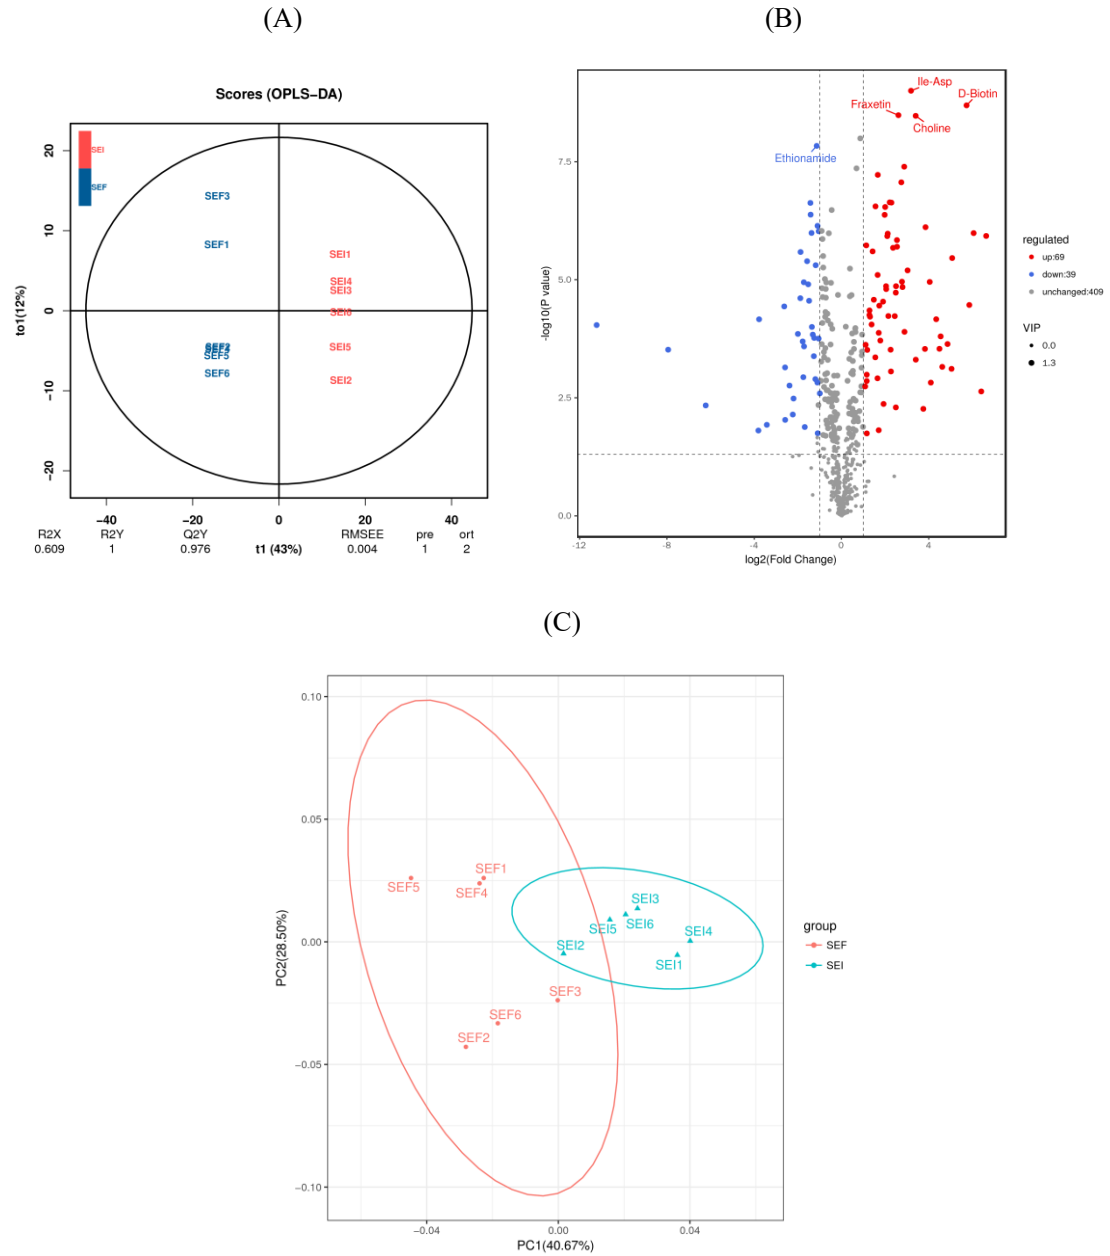 (A)
(B)
Scores (OPLS−DA)
SEI
SEF
20
10
0
−10
−20
to1(12%)
SEF3
SEF1
SEF2
SEF5
SEF6
SEI1
SEI4
SEI3
SEI6
SEI5
SEI2
−40
−20
0
20
40
R2X
R2Y
Q2Y
RMSEE
pre
ort
0.609
1
0.976
t1 (43%)
0.004
1
2
Ile-Asp
D-Biotin
Fraxetin
Choline
Ethionamide
7.5
5.0
2.5
0.0
-log10(P value)
-12
-8
-4
0
4
log2(Fold Change)
regulated
up:69
down:39
unchanged:409
VIP
0.0
1.3
(C)
0.10
0.05
0.00
−0.05
−0.10
PC2(28.50%)
SEF5
SEF1
SEF4
SEI3
SEI5
SEI6
SEI2
SEI4
SEI1
SEF3
SEF6
SEF2
−0.04
0.00
0.04
PC1(40.67%)
group
SEF
SEI